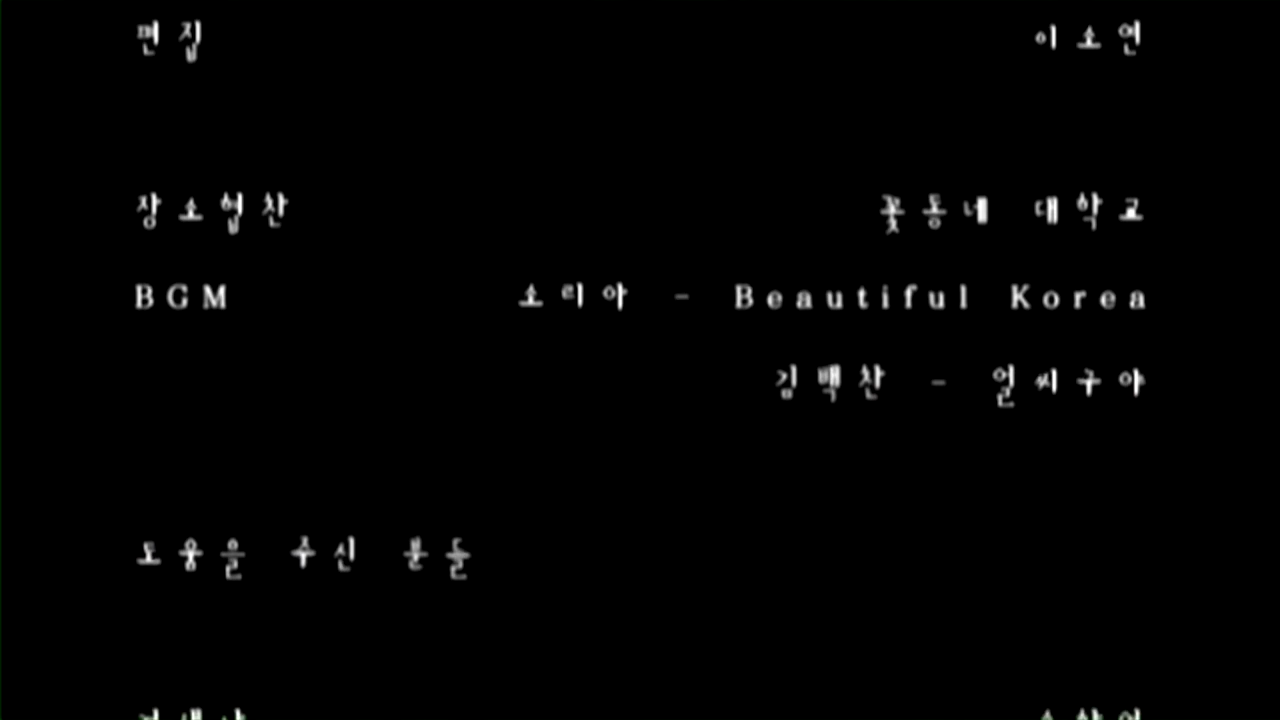 편집 이소연
장소협찬 꽃동네 대학교
BGM 소리아 - Beautiful Korea
김백찬 - 얼씨구야
도움을 주신 분들